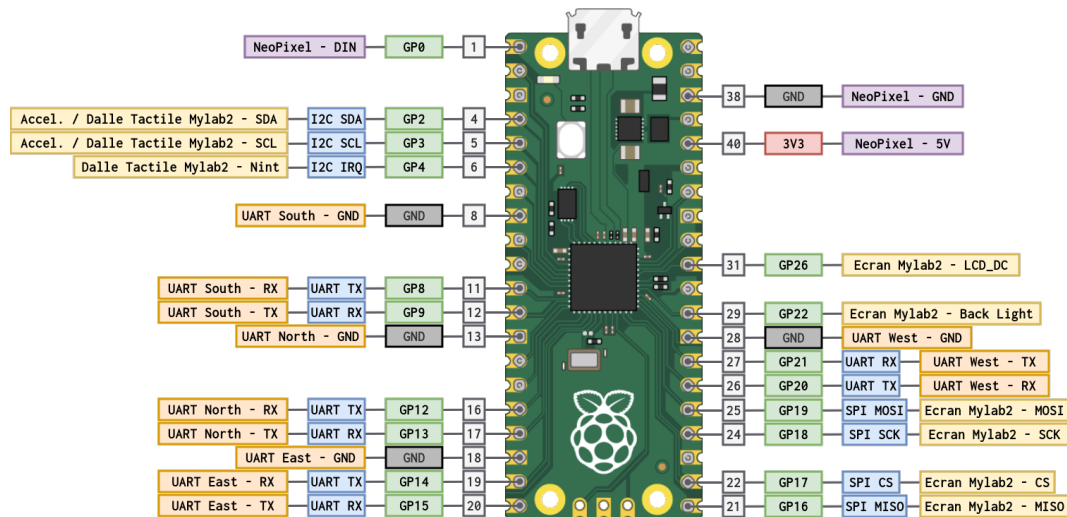 NeoPixel - DIN GP0 1
38 GND NeoPixel - GND
Accel. / Dalle Tactile Mylab2 - SDA I2C SDA GP2 4
Accel. / Dalle Tactile Mylab2 - SCL I2C SCL GP3 5
40 3V3 NeoPixel - 5V
Dalle Tactile Mylab2 - Nint I2C IRQ GP4 6
UART South - GND GND 8
31 GP26 Ecran Mylab2 - LCD_DC
UART South - RX UART TX GP8 11
UART South - TX UART RX GP9 12
29 GP22 Ecran Mylab2 - Back Light
UART North - GND GND 13
28 GND UART West - GND
27 GP21 UART RX UART West - TX
26 GP20 UART TX UART West - RX
UART North - RX UART TX GP12 16
25 GP19 SPI MOSI Ecran Mylab2 - MOSI
UART North - TX UART RX GP13 17
24 GP18 SPI SCK Ecran Mylab2 - SCK
UART East - GND GND 18
UART East - RX UART TX GP14 19
22 GP17 SPI CS Ecran Mylab2 - CS
UART East - TX UART RX GP15 20
21 GP16 SPI MISO Ecran Mylab2 - MISO